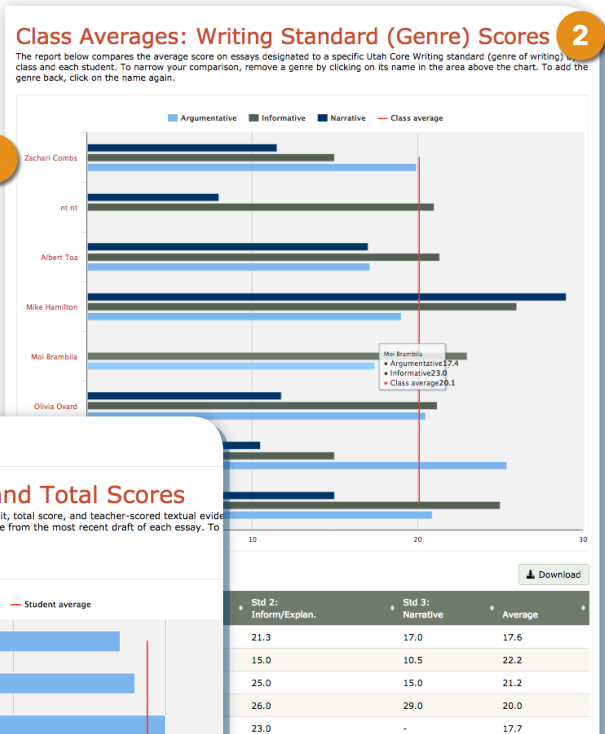 Class Averages: Writing Standard (Genre) Scores
2
The report below compares the average score on essays designated to a specific Utah Core Writing standard (genre of writing)
class and each student. To narrow your comparison, remove a genre by clicking on its name in the area above the chart. To add the
genre back, click on the name again.
Argumentative Informative Narrative Class average
Zachari Combs
nt nt
Albert Toa
Mike Hamilton
Moi Brambila
Moi Brambila
• Argumentative17.4
• Informative23.0
• Class average20.1
Olivia Ovard
10 20 30
nd Total Scores
it, total score, and teacher-scored textual evide
e from the most recent draft of each essay. To
Student average
Download
Std 2:
Inform/Explan.
Std 3:
Narrative
Average
21.3 17.0 17.6
15.0 10.5 22.2
25.0 15.0 21.2
26.0 29.0 20.0
23.0 - 17.7